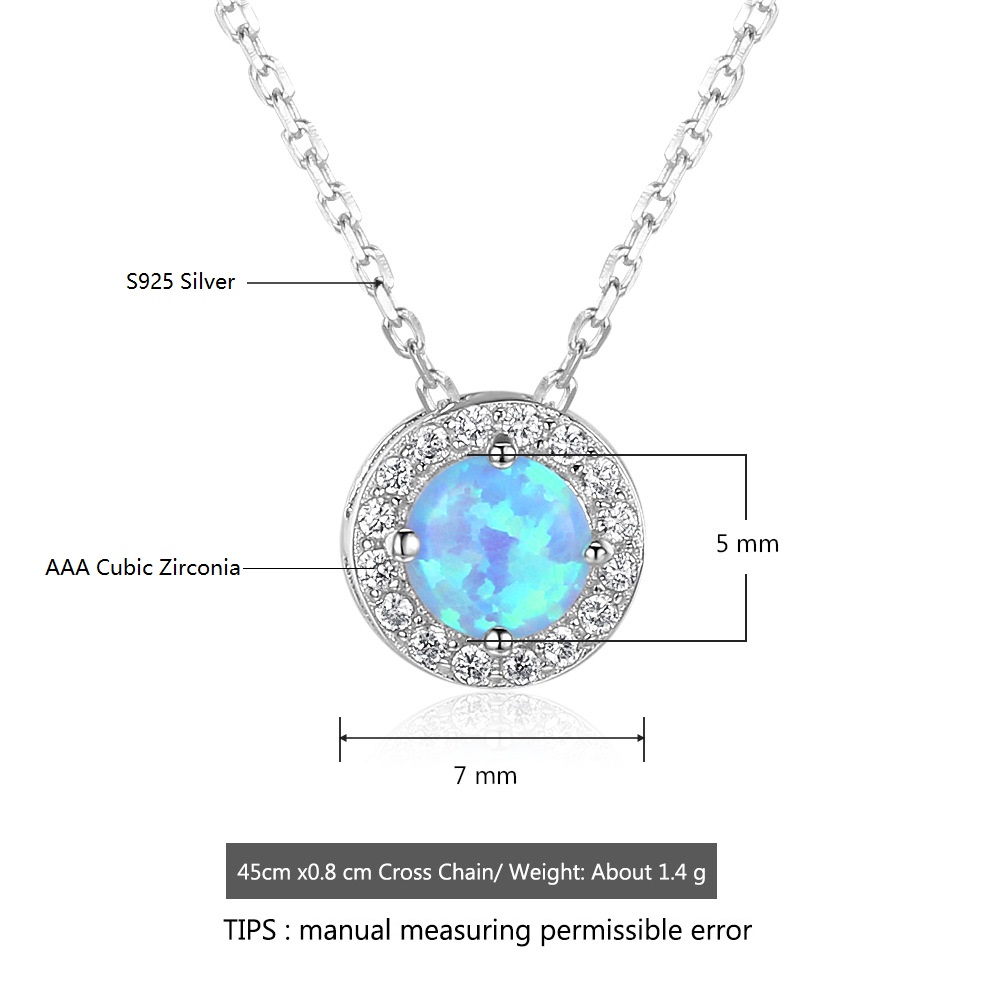 S925 Silver
5 mm
AAA Cubic Zirconia
7 mm
45cm x0.8 cm Cross Chain/ Weight: About 1.4 g
TIPS : manual measuring permissible error